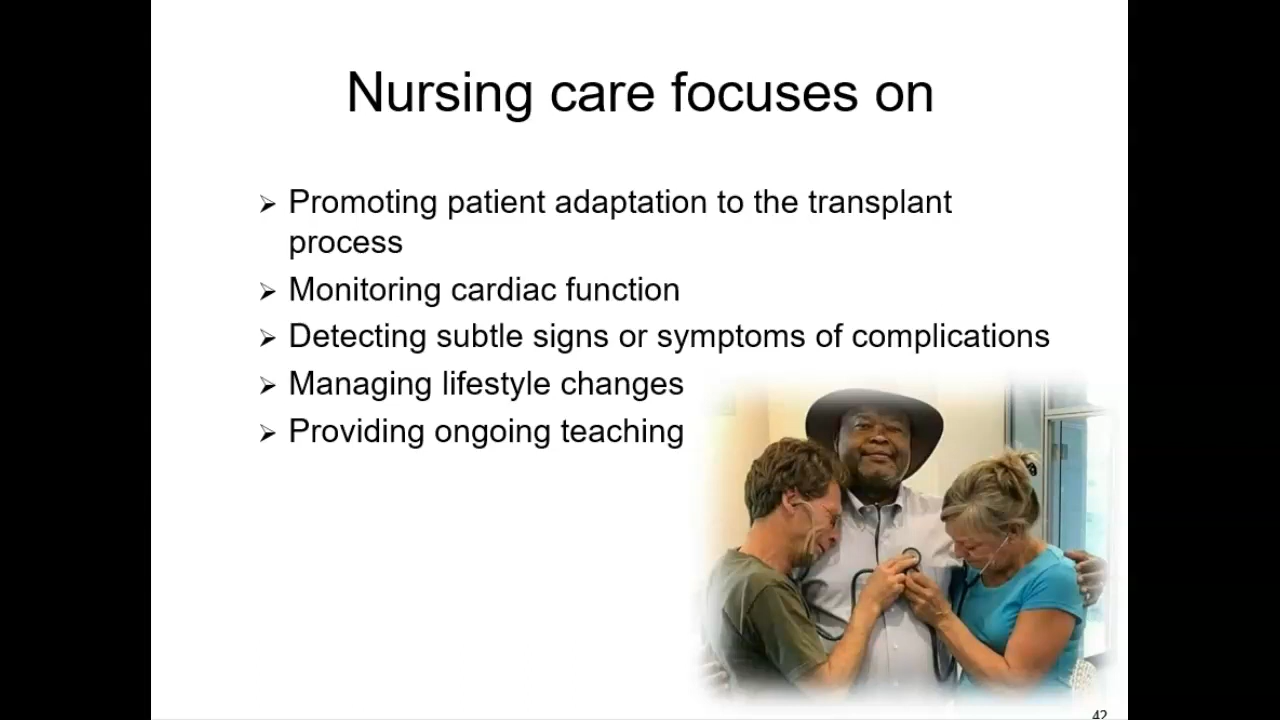 Nursing care focuses on
Promoting patient adaptation to the transplant
process
Monitoring cardiac function
Detecting subtle signs or symptoms of complications
Managing lifestyle changes
Providing ongoing teaching
42